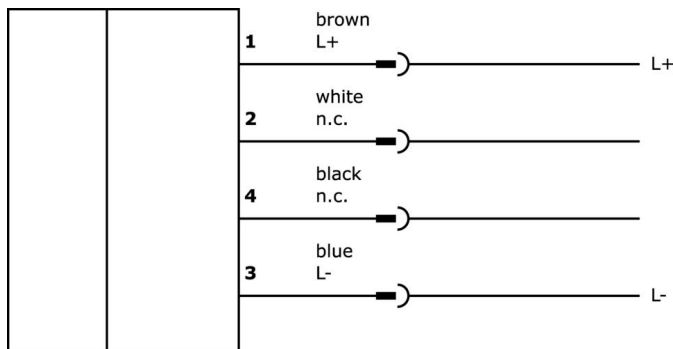 brown
1 L+
L+
white
2 n.c.
black
4 n.c.
blue
3 L-
L-